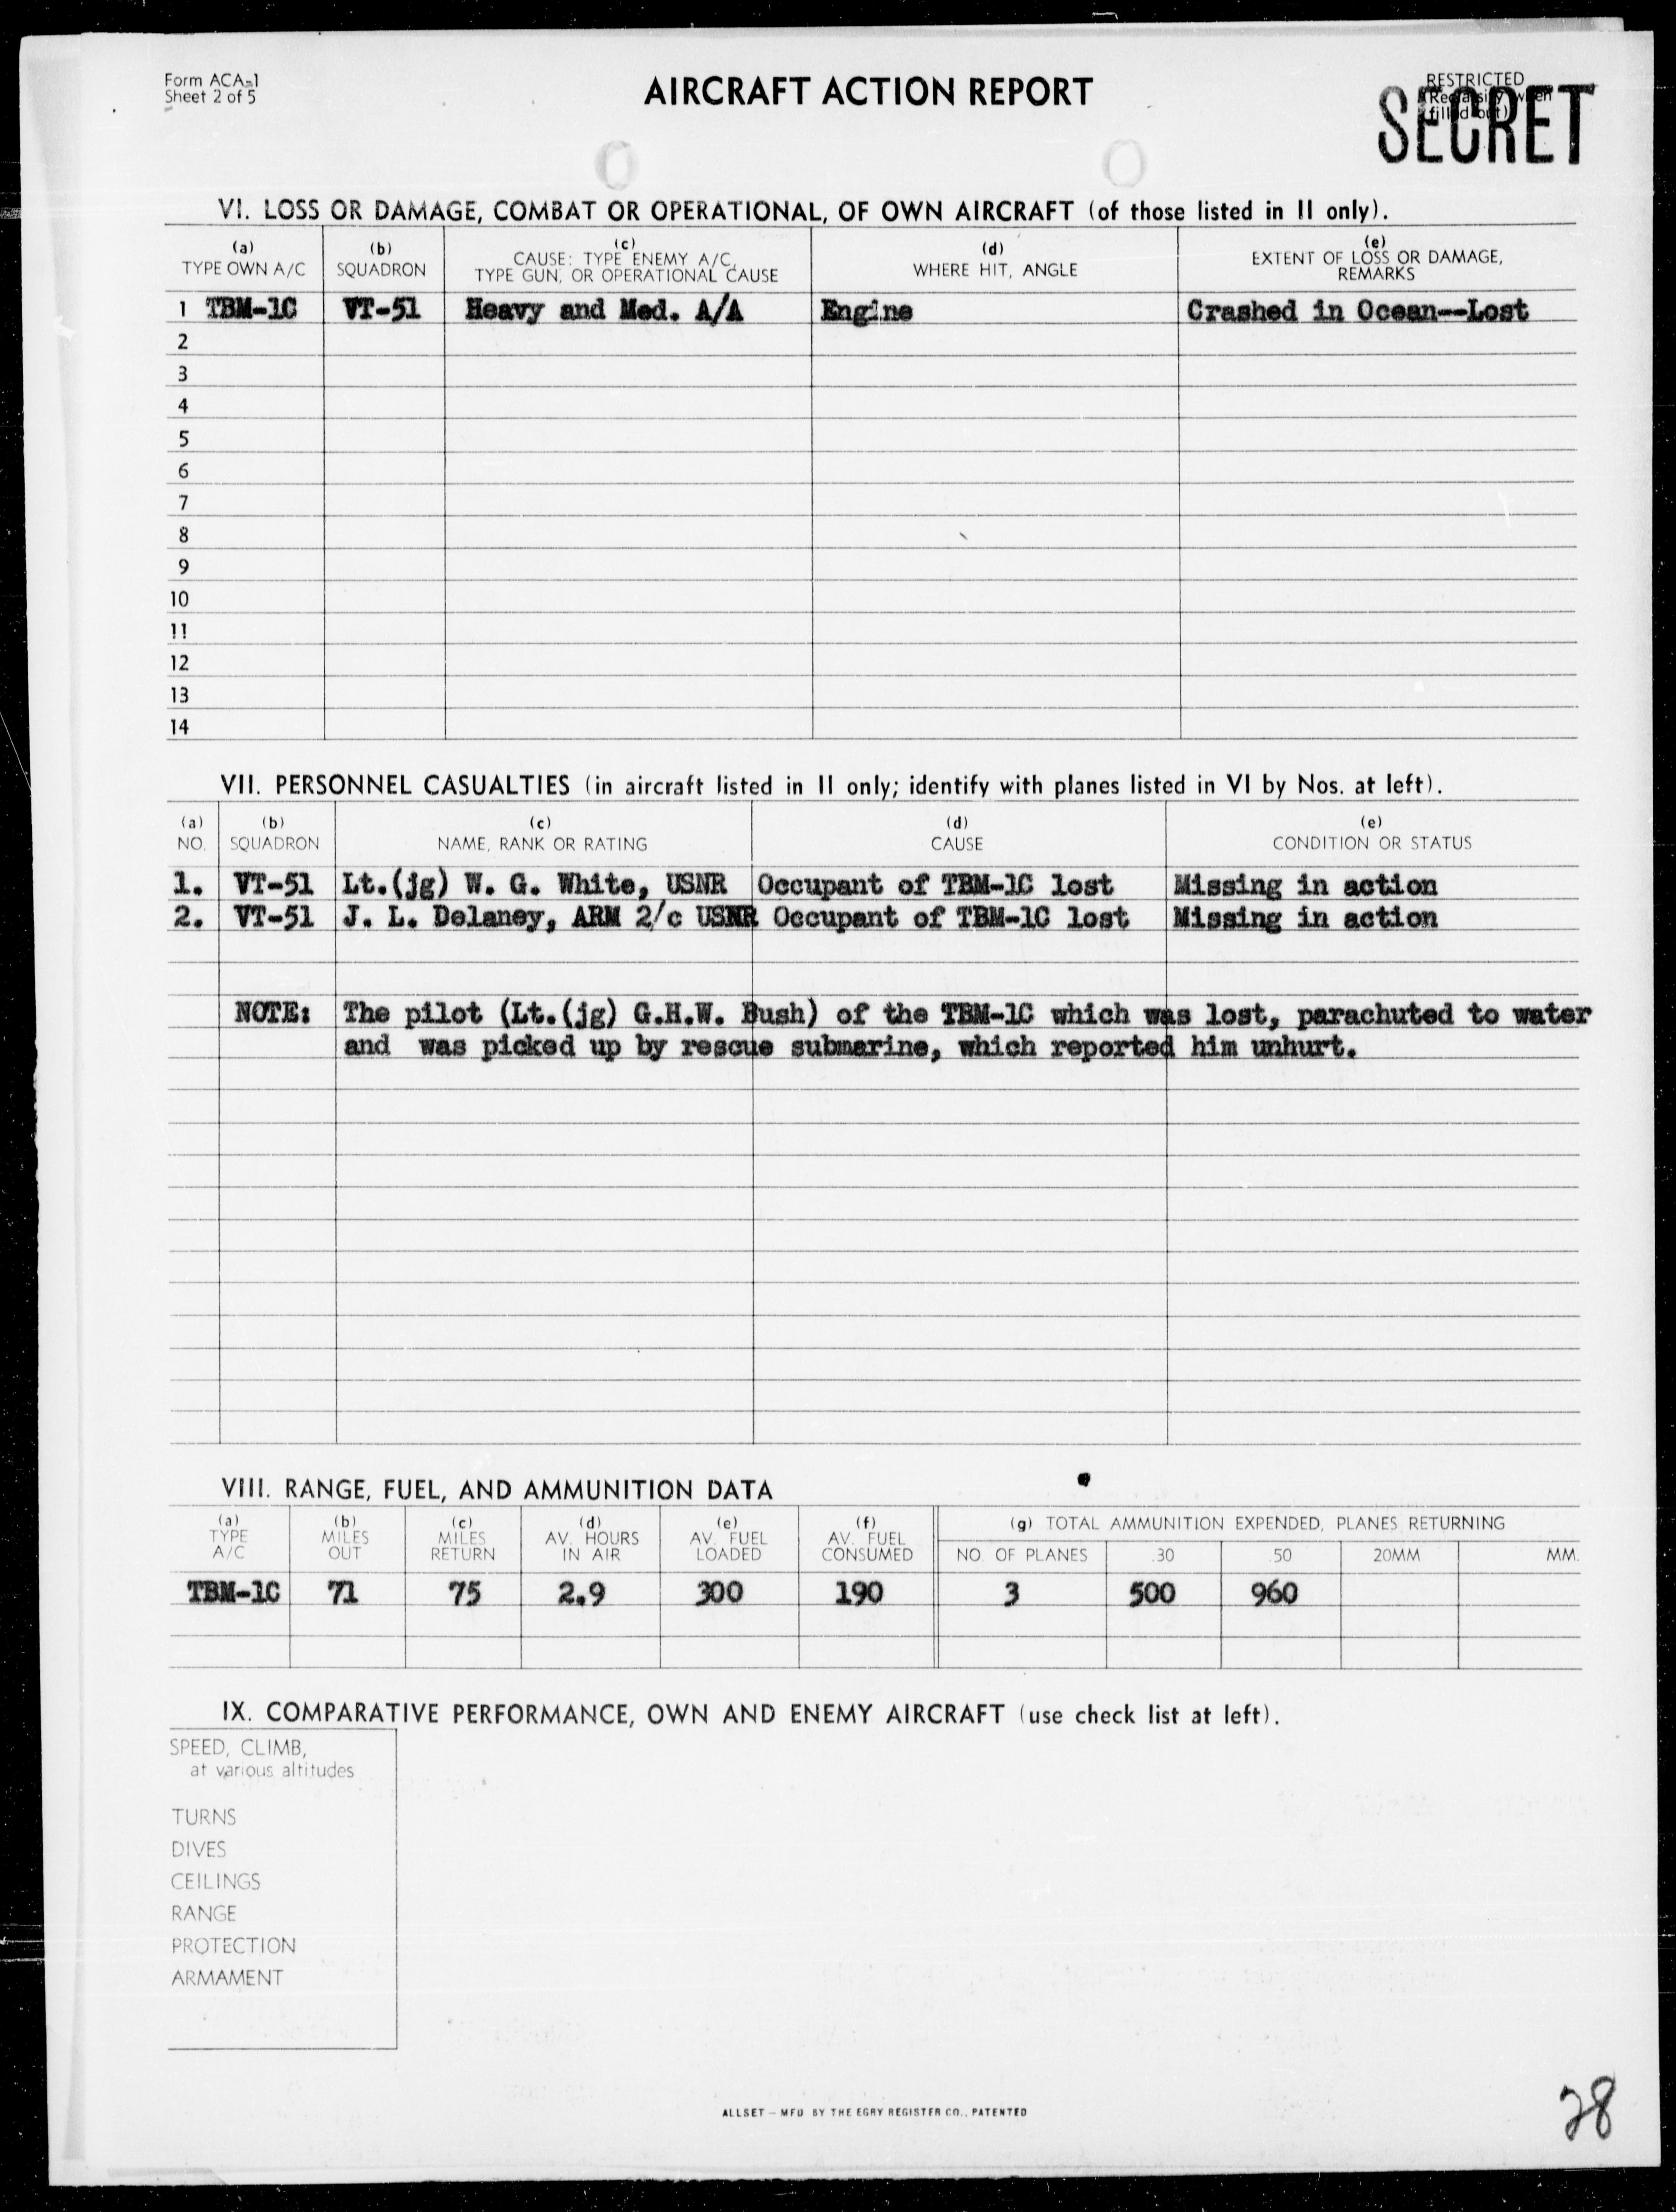 Form ACA-1
Sheet 2 of 5
AIRCRAFT ACTION REPORT
RESTRICTED
(Reclassify when
filled out)
SECRET
VI. LOSS OR DAMAGE, COMBAT OR OPERATIONAL, OF OWN AIRCRAFT (of those listed in II only).
(a) TYPE OWN A/C (b) SQUADRON (c) CAUSE: TYPE ENEMY A/C, TYPE GUN, OR OPERATIONAL CAUSE (d) WHERE HIT, ANGLE (e) EXTENT OF LOSS OR DAMAGE, REMARKS
1 TBM-1C VT-51 Heavy and Med. A/A Engine Crashed in Ocean--Lost
2
3
4
5
6
7
8
9
10
11
12
13
14
VII. PERSONNEL CASUALTIES (in aircraft listed in II only; identify with planes listed in VI by Nos. at left).
(a) NO. (b) SQUADRON (c) NAME, RANK OR RATING (d) CAUSE (e) CONDITION OR STATUS
1. VT-51 Lt.(jg) W. G. White, USNR Occupant of TBM-1C lost Missing in action
2. VT-51 J. L. Delaney, ARM 2/c USNR Occupant of TBM-1C lost Missing in action
NOTE: The pilot (Lt.(jg) G.H.W. Bush) of the TBM-1C which was lost, parachuted to water
and was picked up by rescue submarine, which reported him unhurt.
VIII. RANGE, FUEL, AND AMMUNITION DATA
(a) TYPE A/C (b) MILES OUT (c) MILES RETURN (d) AV. HOURS IN AIR (e) AV. FUEL LOADED (f) AV. FUEL CONSUMED (g) TOTAL AMMUNITION EXPENDED, PLANES RETURNING
NO. OF PLANES .30 .50 20MM MM.
TBM-1C 71 75 2.9 300 190 3 500 960
IX. COMPARATIVE PERFORMANCE, OWN AND ENEMY AIRCRAFT (use check list at left).
SPEED, CLIMB,
at various altitudes
TURNS
DIVES
CEILINGS
RANGE
PROTECTION
ARMAMENT
ALLSET — MFD BY THE EGRY REGISTER CO., PATENTED
28